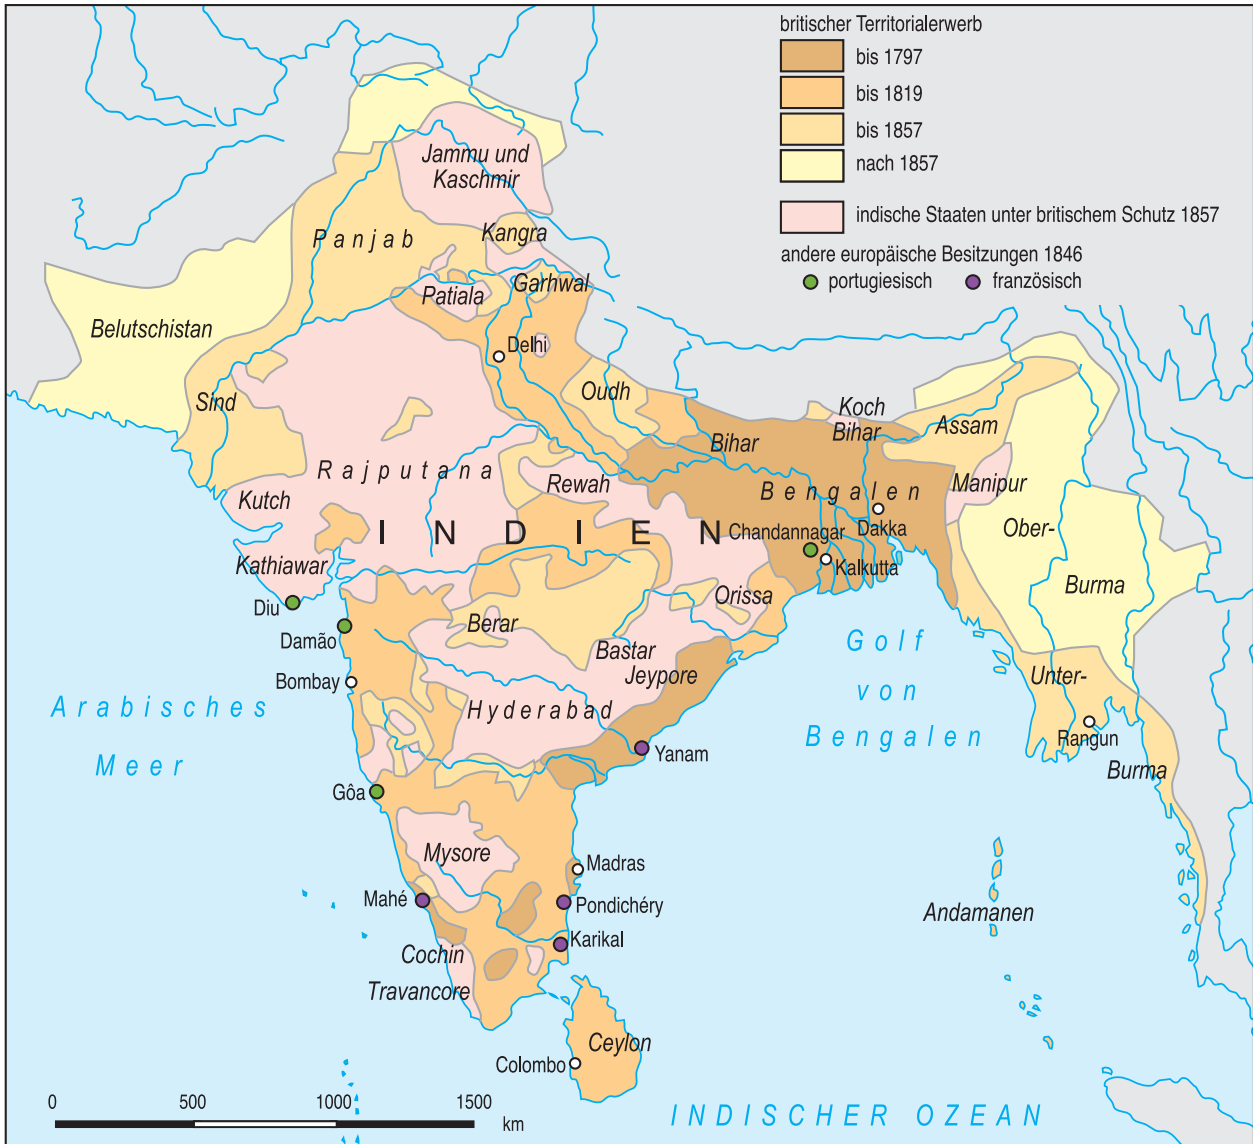 britischer Territorialerwerb
bis 1797
bis 1819
bis 1857
nach 1857
indische Staaten unter britischem Schutz 1857
andere europäische Besitzungen 1846
portugiesisch
französisch
Jammu und
Kaschmir
Kangra
Panjab
Garhwal
Patiala
Belutschistan
Delhi
Oudh
Sind
Koch
Bihar
Assam
Bihar
Rajputana
Rewah
Manipur
Bengalen
Kutch
INDIEN
Chandannagar
Dakka
Ober-
Burma
Kathiawar
Kalkutta
Orissa
Diu
Damão
Berar
Bastar
Jeypore
Golf
von
Bengalen
Bombay
Unter-
Burma
Arabisches
Meer
Hyderabad
Rangun
Yanam
Gôa
Mysore
Madras
Mahé
Pondichéry
Andamanen
Karikal
Cochin
Travancore
Ceylon
Colombo
0 500 1000 1500
km
INDISCHER OZEAN